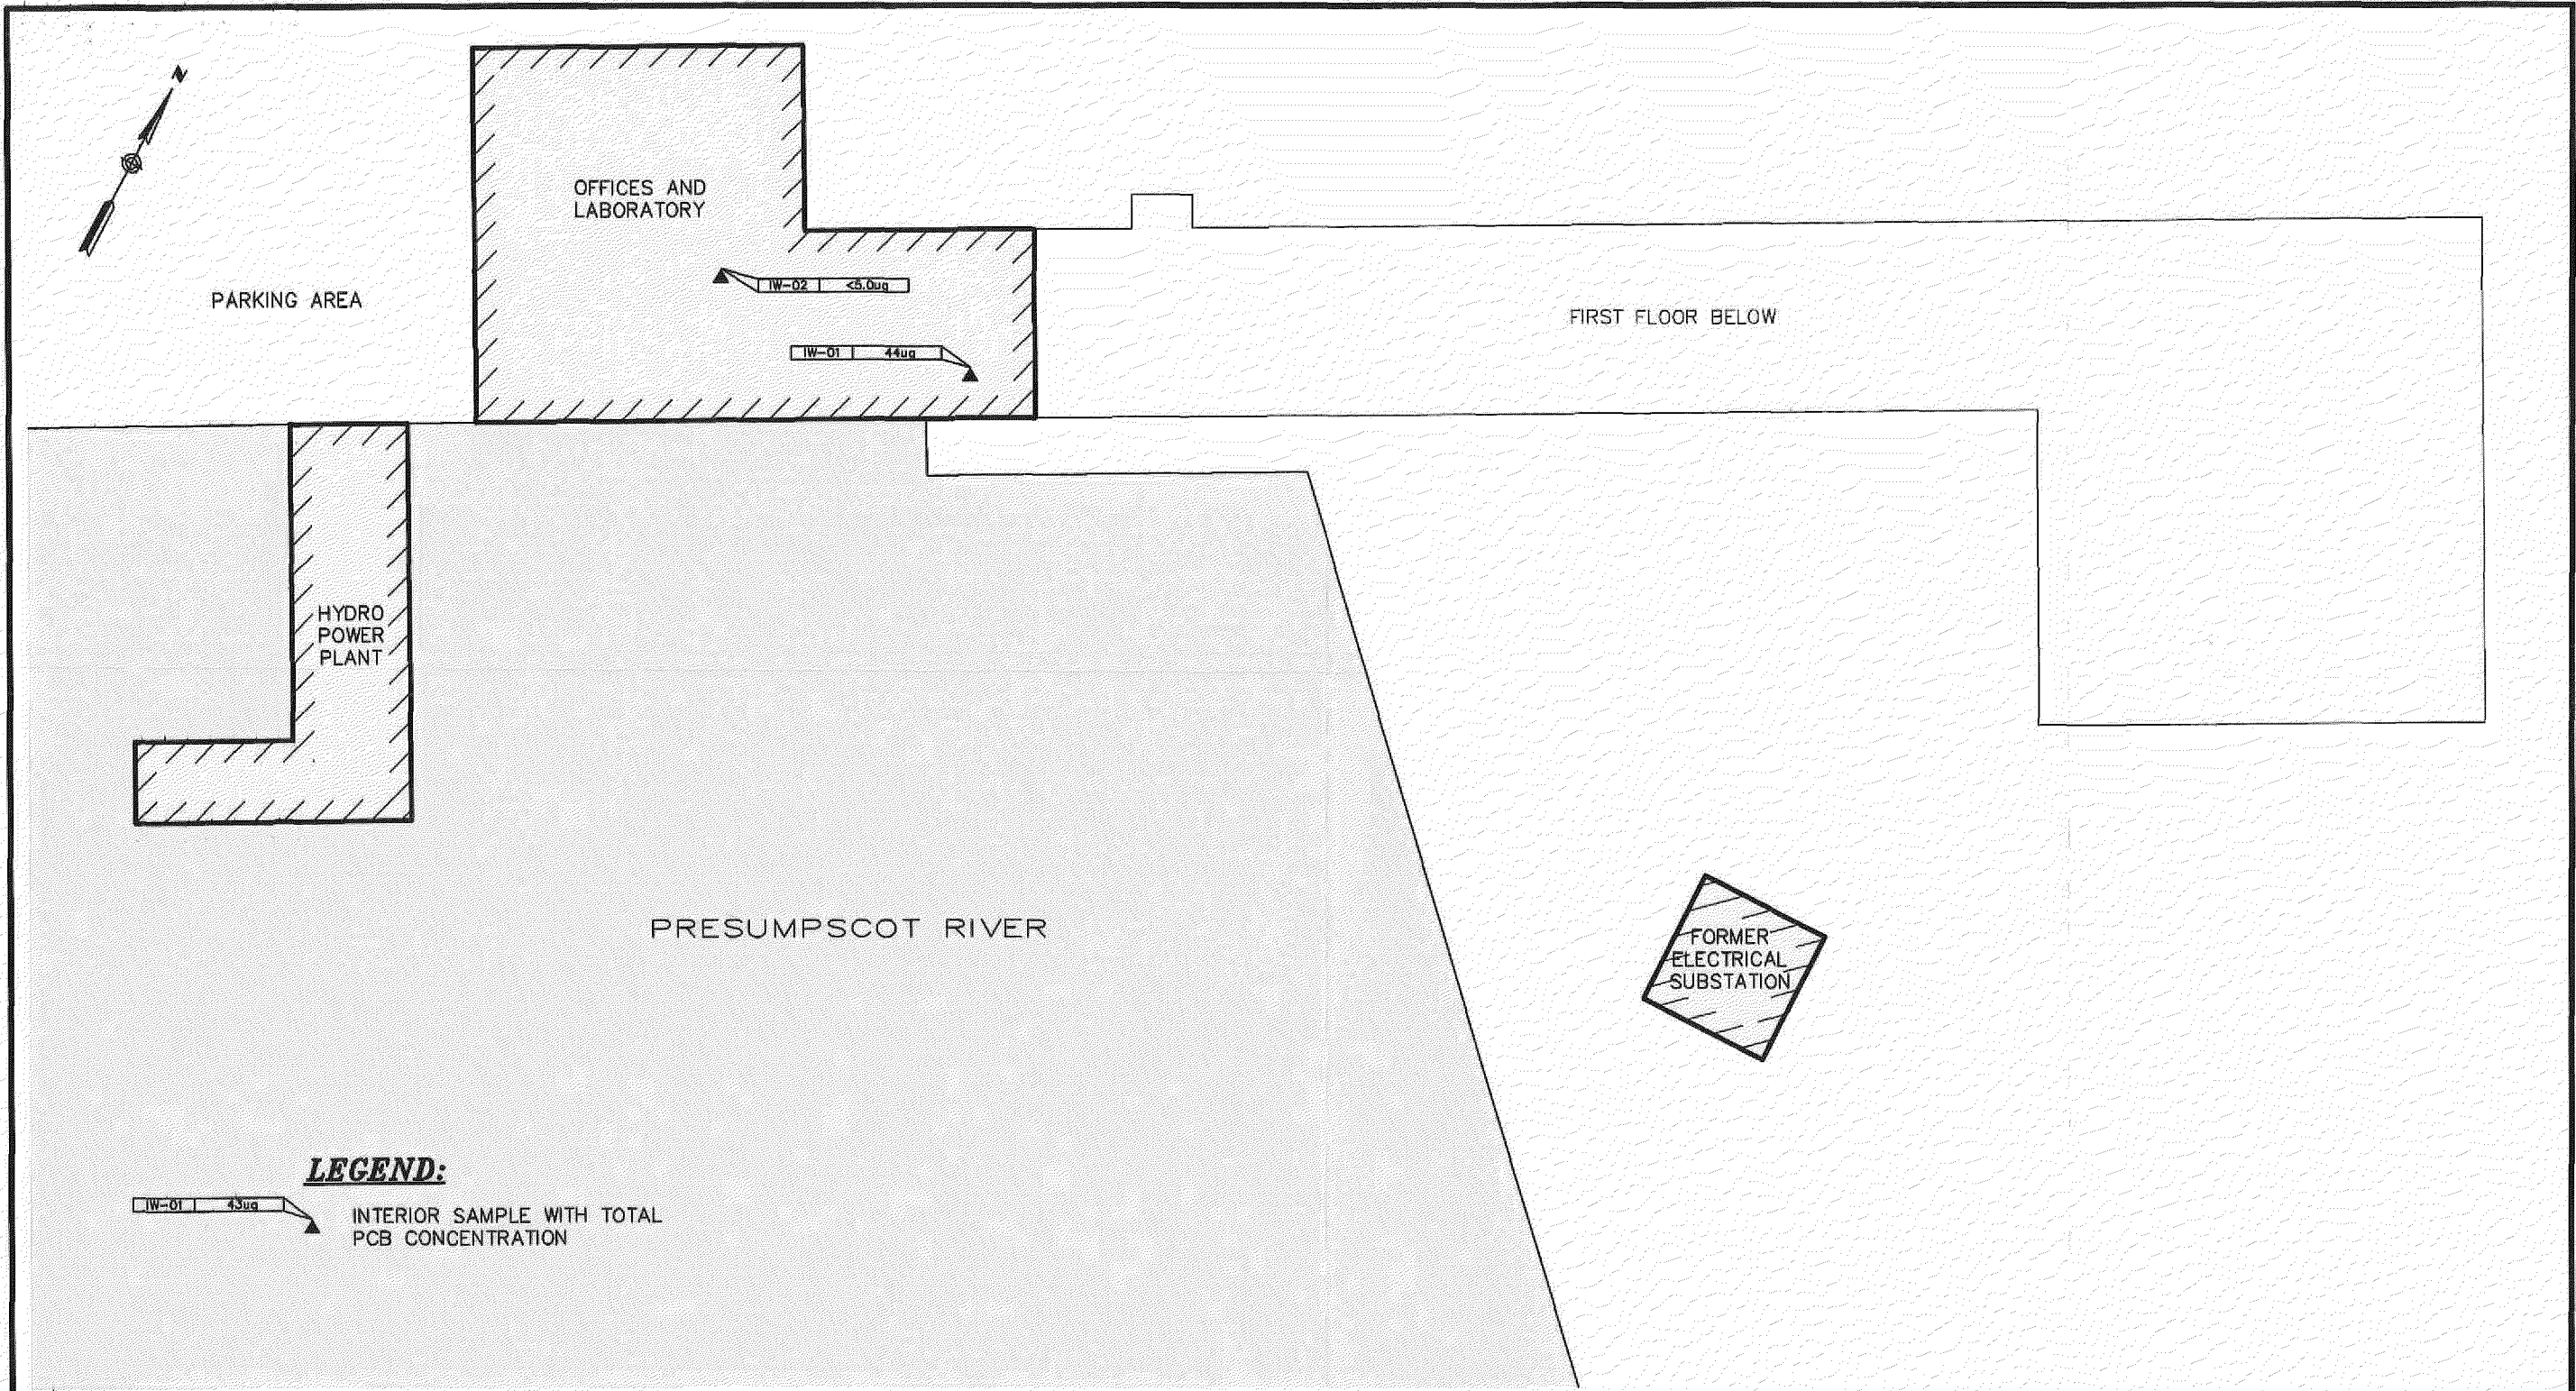 N
OFFICES AND
LABORATORY
IW-02 <5.0ug
PARKING AREA
FIRST FLOOR BELOW
IW-01 44ug
HYDRO
POWER
PLANT
PRESUMPSCOT RIVER
FORMER
ELECTRICAL
SUBSTATION
LEGEND:
IW-01 43ug
INTERIOR SAMPLE WITH TOTAL
PCB CONCENTRATION